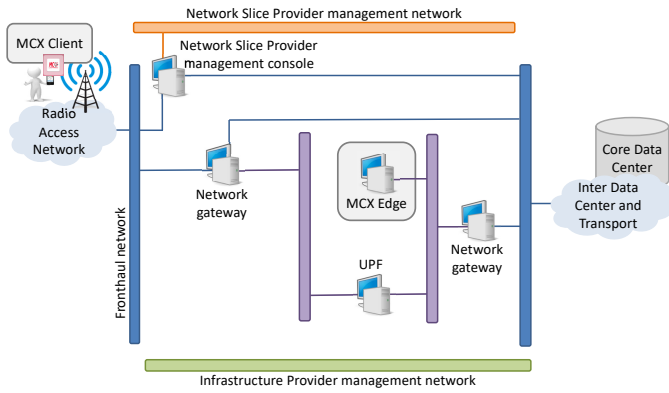 Network Slice Provider management network
MCX Client
Network Slice Provider
management console
Radio
Access
Network
Core Data
Center
Inter Data
Center and
Transport
Network
gateway
MCX Edge
Network
gateway
UPF
Fronthaul network
Infrastructure Provider management network